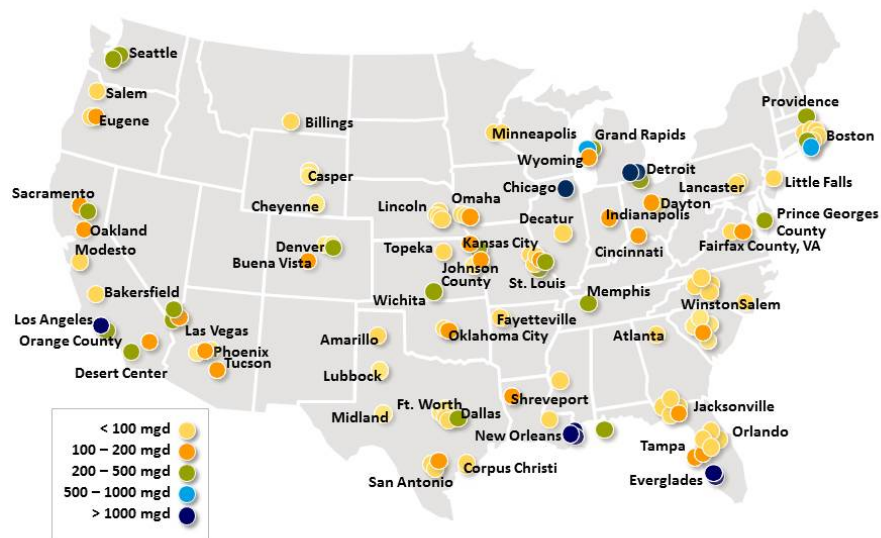 Seattle
Salem
Eugene
Billings
Minneapolis
Grand Rapids
Wyoming
Providence
Boston
Casper
Cheyenne
Chicago
Detroit
Lancaster
Little Falls
Sacramento
Oakland
Modesto
Lincoln
Omaha
Decatur
Indianapolis
Dayton
Cincinnati
Prince Georges
County
Fairfax County, VA
Denver
Buena Vista
Topeka
Kansas City
Johnson
County
St. Louis
Wichita
Memphis
WinstonSalem
Bakersfield
Los Angeles
Orange County
Desert Center
Las Vegas
Phoenix
Tucson
Amarillo
Lubbock
Midland
Oklahoma City
Fayetteville
Atlanta
Ft. Worth
Dallas
Shreveport
New Orleans
Jacksonville
Orlando
Tampa
Everglades
San Antonio
Corpus Christi
< 100 mgd
100 – 200 mgd
200 – 500 mgd
500 – 1000 mgd
> 1000 mgd